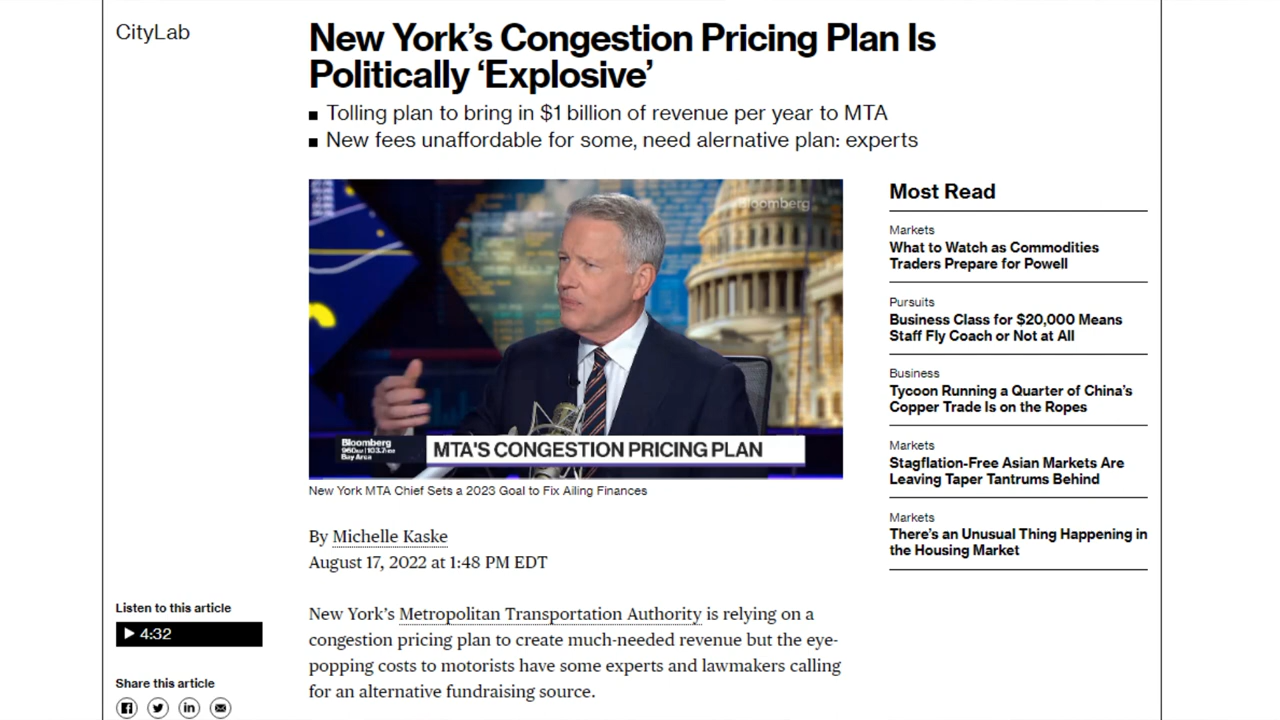 CityLab
New York's Congestion Pricing Plan Is
Politically 'Explosive'
Tolling plan to bring in $1 billion of revenue per year to MTA
New fees unaffordable for some, need alernative plan: experts
Bloomberg
Bloomberg
960AM | 103.7HD2
Bay Area
MTA'S CONGESTION PRICING PLAN
New York MTA Chief Sets a 2023 Goal to Fix Ailing Finances
By Michelle Kaske
August 17, 2022 at 1:48 PM EDT
Listen to this article
4:32
Share this article
New York's Metropolitan Transportation Authority is relying on a
congestion pricing plan to create much-needed revenue but the eye-
popping costs to motorists have some experts and lawmakers calling
for an alternative fundraising source.
Most Read
Markets
What to Watch as Commodities
Traders Prepare for Powell
Pursuits
Business Class for $20,000 Means
Staff Fly Coach or Not at All
Business
Tycoon Running a Quarter of China's
Copper Trade Is on the Ropes
Markets
Stagflation-Free Asian Markets Are
Leaving Taper Tantrums Behind
Markets
There's an Unusual Thing Happening in
the Housing Market